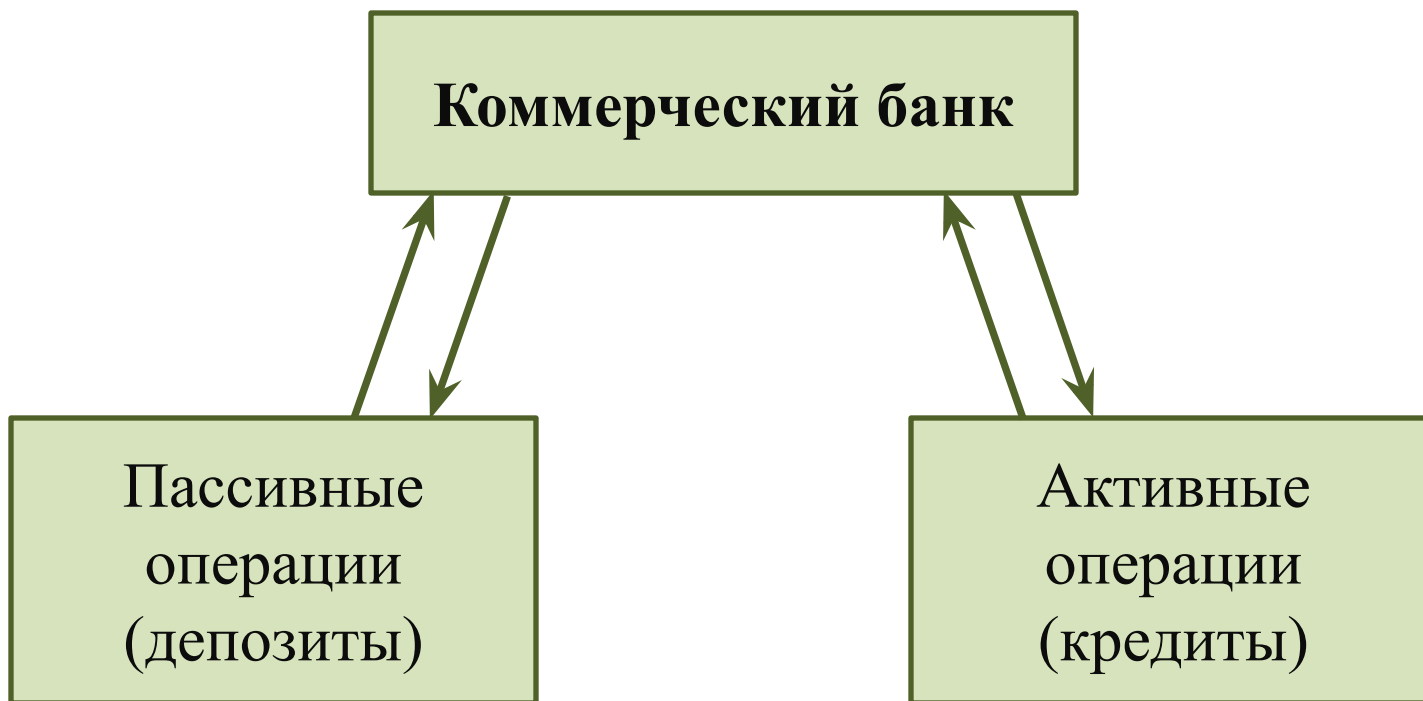 Коммерческий банк
Пассивные
операции
(депозиты)
Активные
операции
(кредиты)